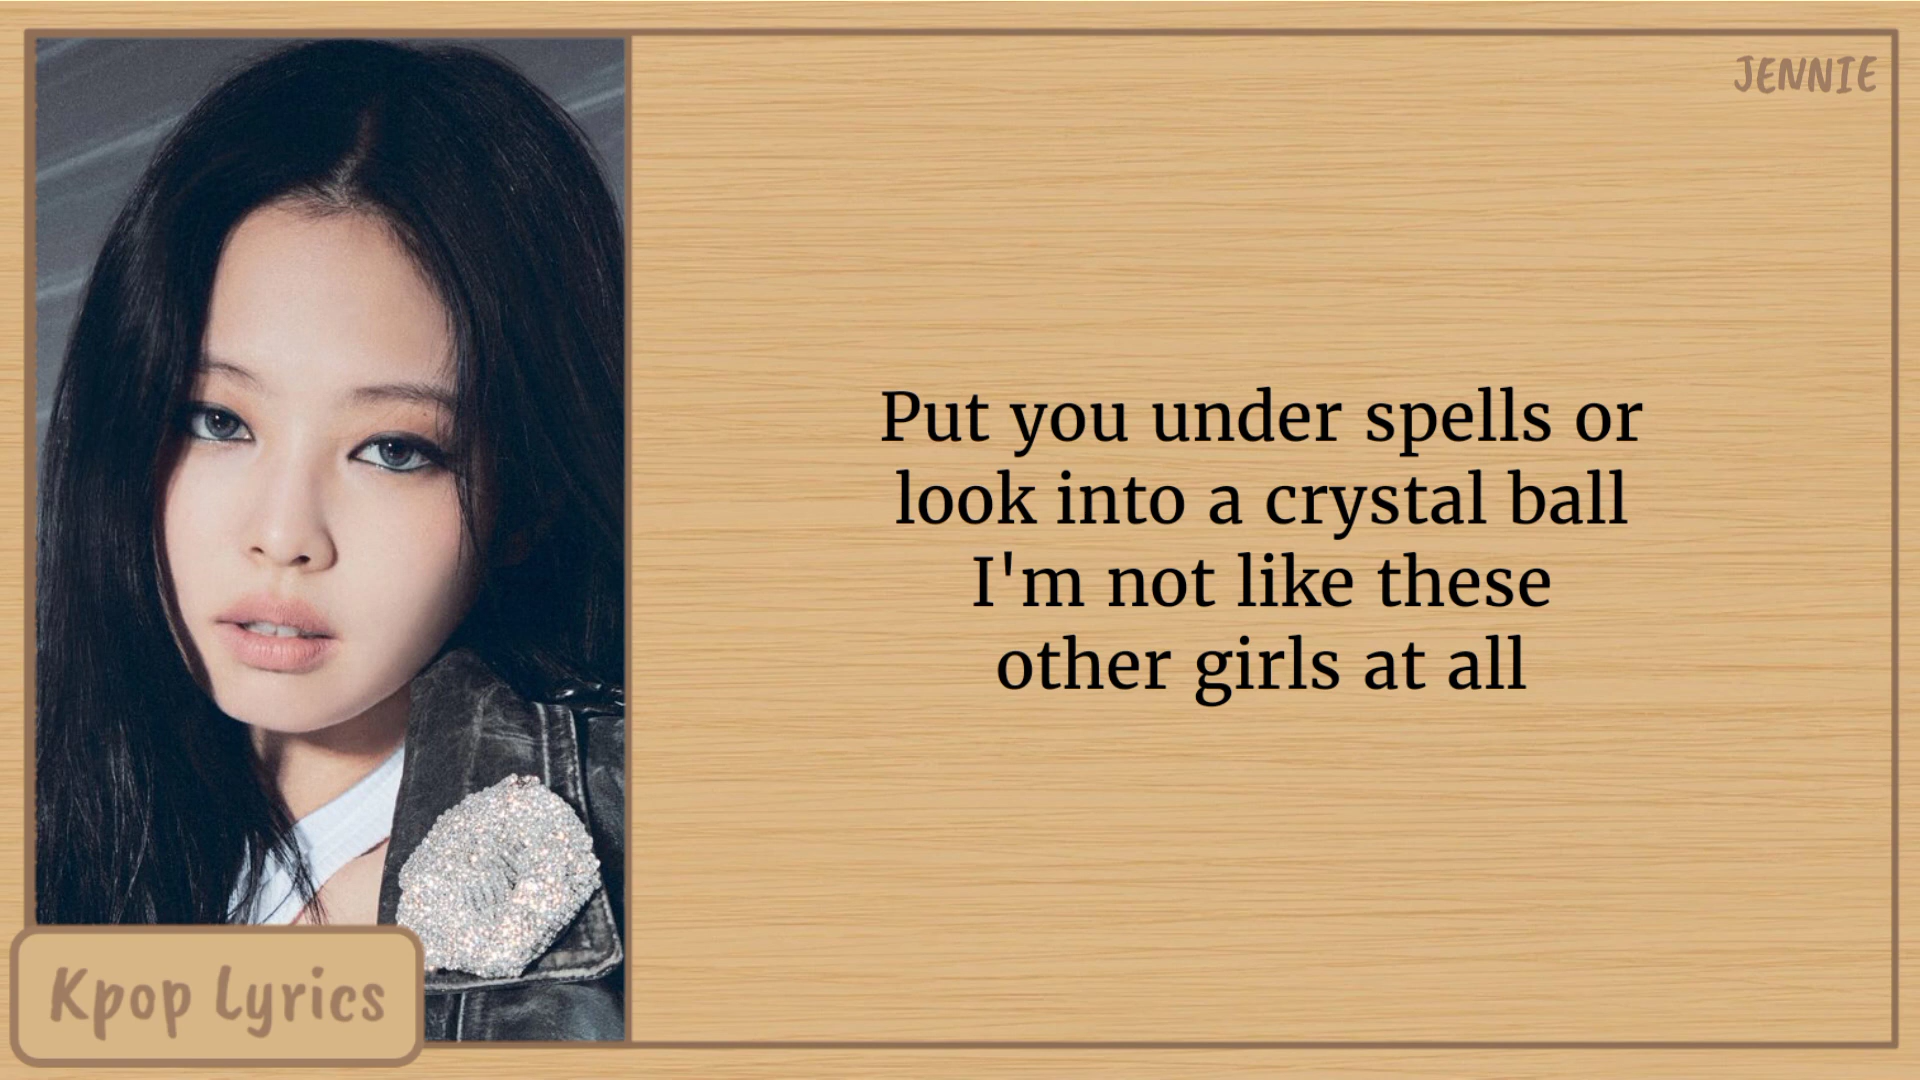 JENNIE
Put you under spells or
look into a crystal ball
I'm not like these
other girls at all
Kpop Lyrics